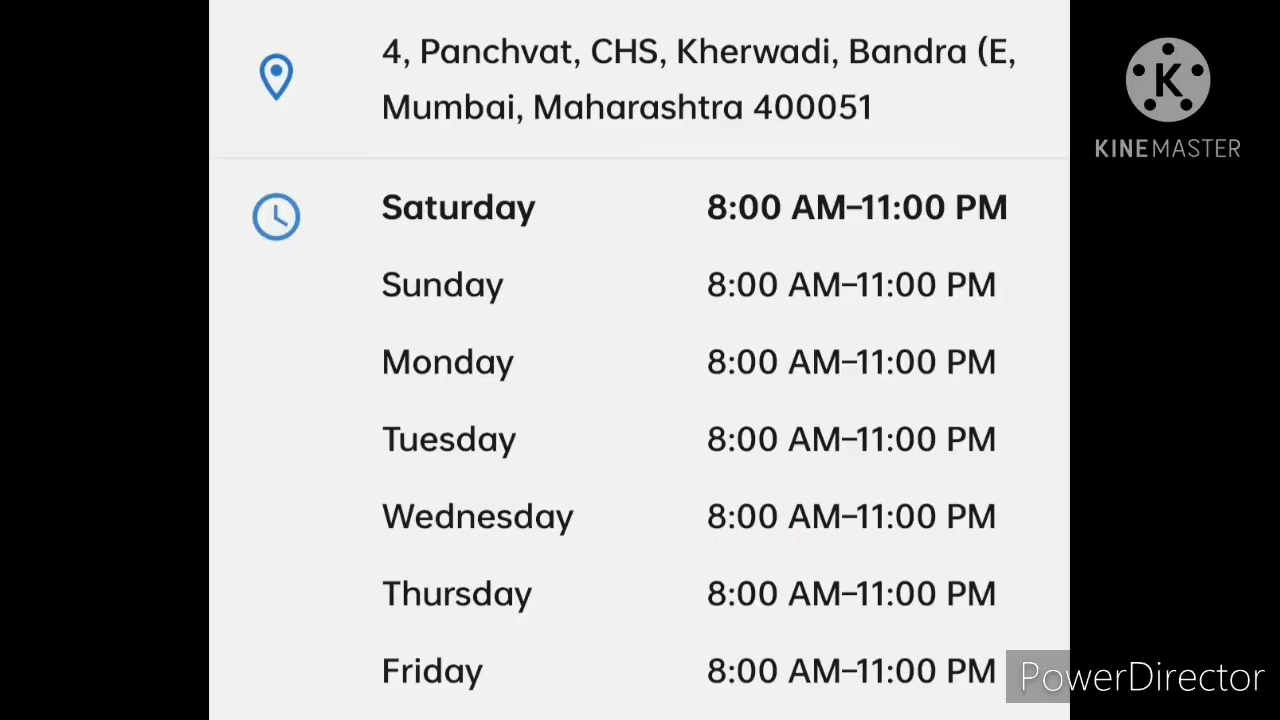 4, Panchvat, CHS, Kherwadi, Bandra (E,
Mumbai, Maharashtra 400051
K
KINEMASTER
Saturday 8:00 AM–11:00 PM
Sunday 8:00 AM–11:00 PM
Monday 8:00 AM–11:00 PM
Tuesday 8:00 AM–11:00 PM
Wednesday 8:00 AM–11:00 PM
Thursday 8:00 AM–11:00 PM
Friday 8:00 AM–11:00 PM
PowerDirector